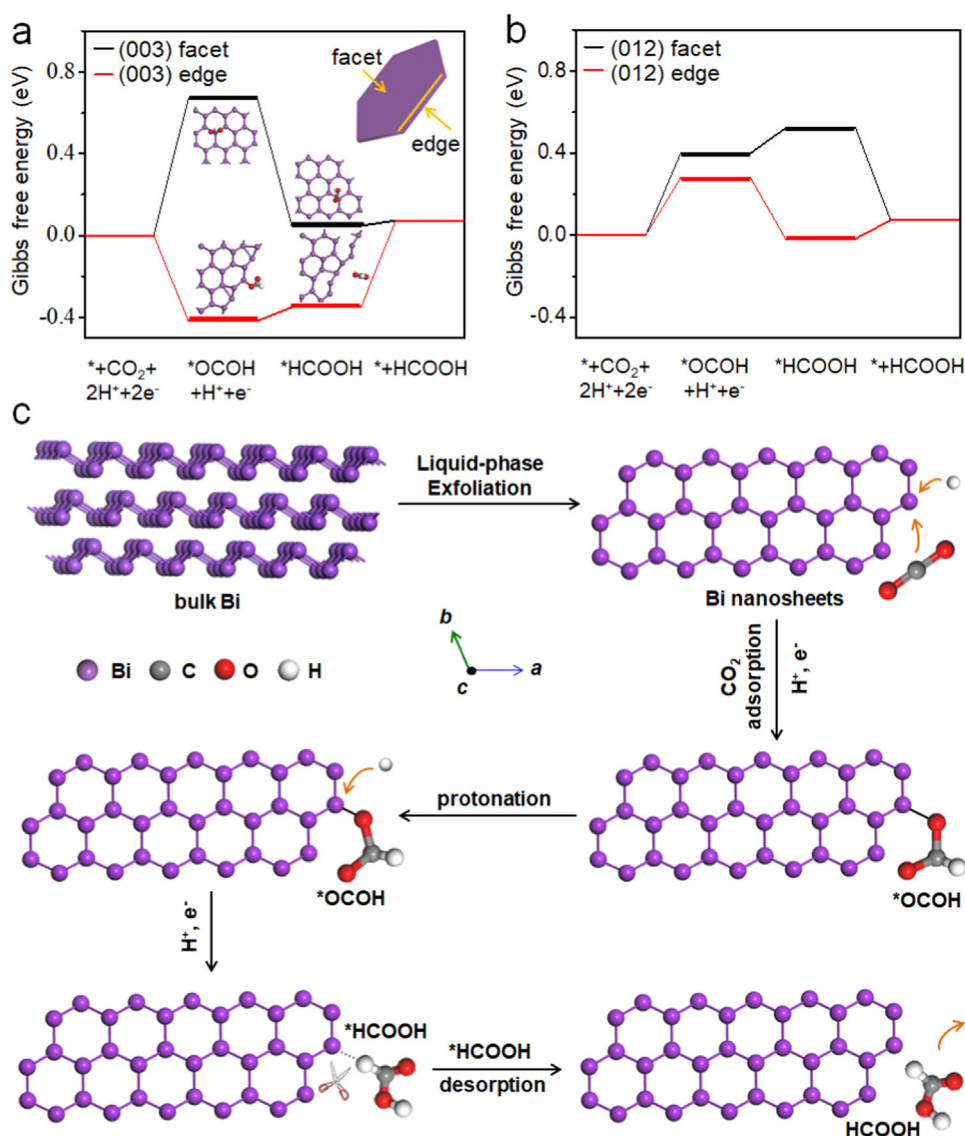 a
(003) facet
(003) edge
facet
edge
Gibbs free energy (eV)
0.8
0.4
0.0
-0.4
*+CO₂+
2H⁺+2e⁻
*OCOH
+H⁺+e⁻
*HCOOH
*+HCOOH
b
(012) facet
(012) edge
Gibbs free energy (eV)
0.8
0.4
0.0
-0.4
*+CO₂+
2H⁺+2e⁻
*OCOH
+H⁺+e⁻
*HCOOH
*+HCOOH
c
Liquid-phase
Exfoliation
bulk Bi
Bi nanosheets
Bi C O H
b
c
a
CO₂
adsorption
H⁺, e⁻
protonation
*OCOH
*OCOH
H⁺, e⁻
*HCOOH
*HCOOH
desorption
HCOOH